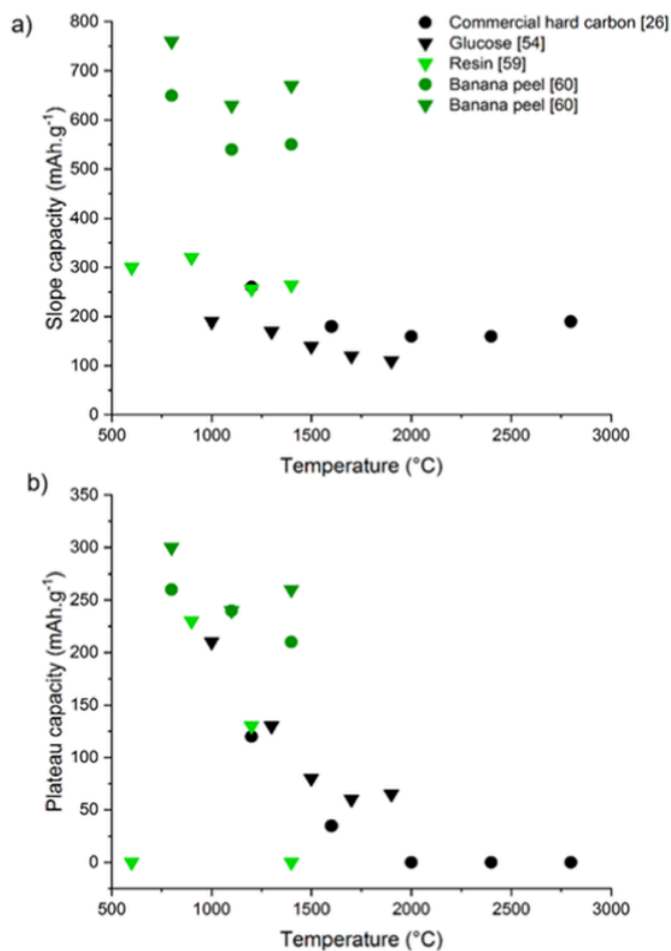 a)
Slope capacity (mAh.g⁻¹)
800
700
600
500
400
300
200
100
0
Commercial hard carbon [26]
Glucose [54]
Resin [59]
Banana peel [60]
Banana peel [60]
500 1000 1500 2000 2500 3000
Temperature (°C)
b)
Plateau capacity (mAh.g⁻¹)
350
300
250
200
150
100
50
0
500 1000 1500 2000 2500 3000
Temperature (°C)